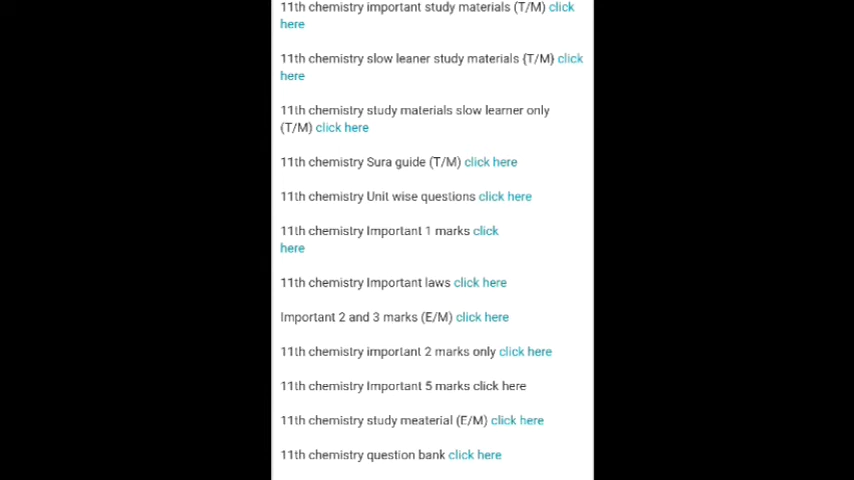 11th chemistry important study materials (T/M) click
here
11th chemistry slow leaner study materials (T/M) click
here
11th chemistry study materials slow learner only
(T/M) click here
11th chemistry Sura guide (T/M) click here
11th chemistry Unit wise questions click here
11th chemistry Important 1 marks click
here
11th chemistry Important laws click here
Important 2 and 3 marks (E/M) click here
11th chemistry important 2 marks only click here
11th chemistry Important 5 marks click here
11th chemistry study meaterial (E/M) click here
11th chemistry question bank click here